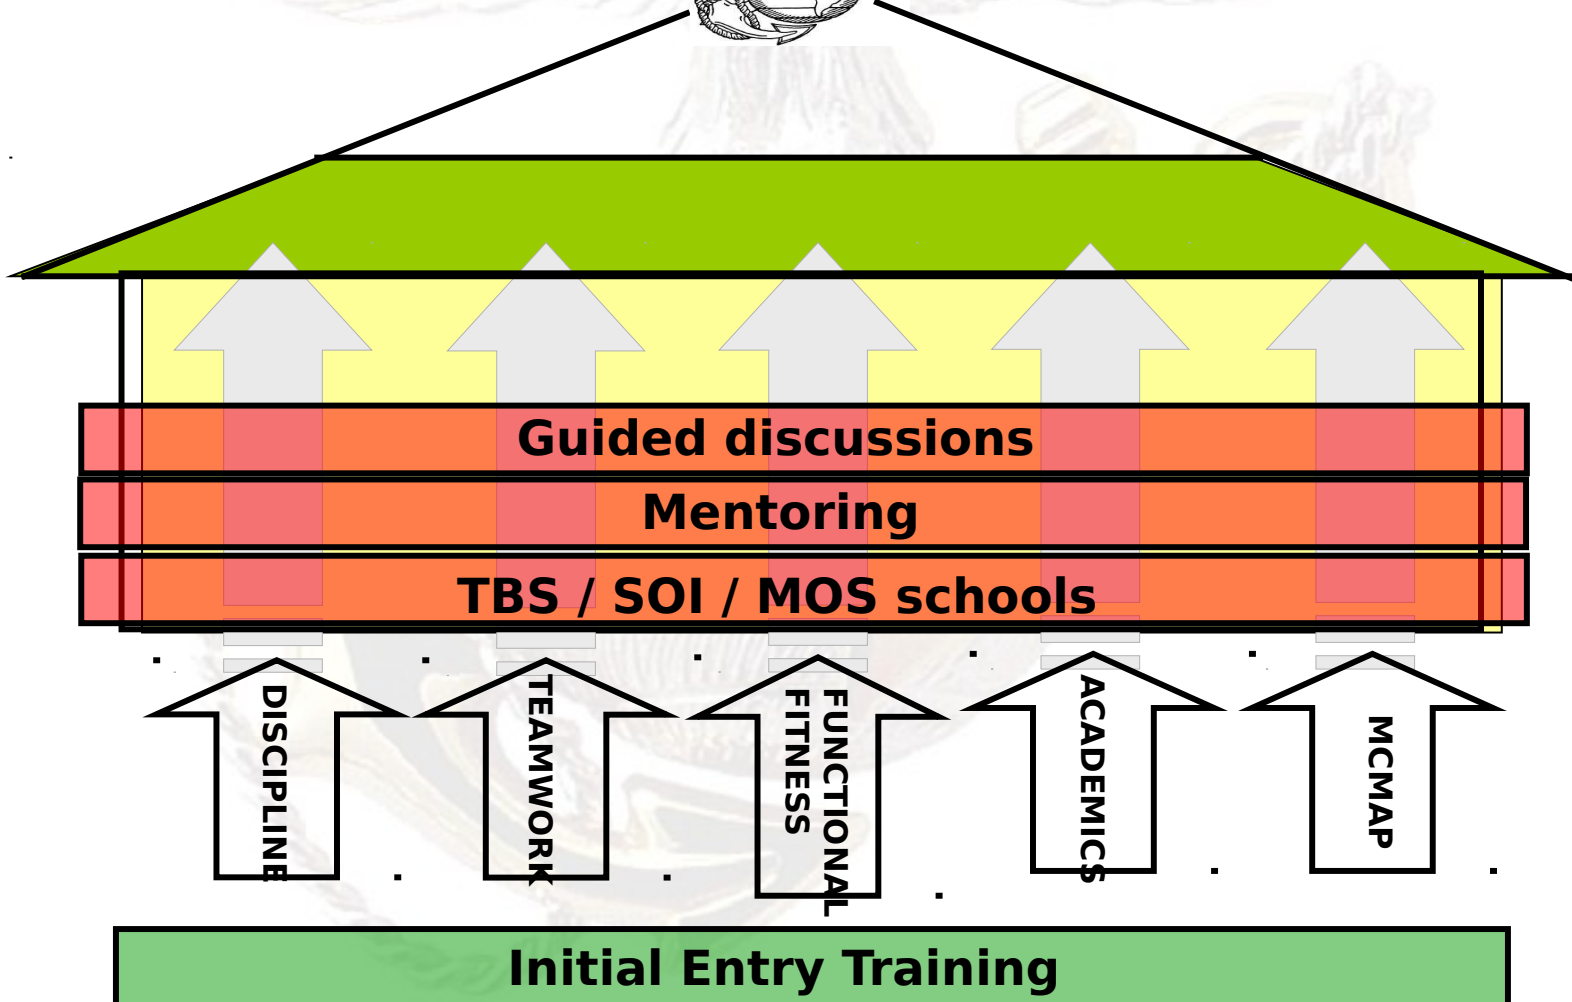 Guided discussions
Mentoring
TBS / SOI / MOS schools
DISCIPLINE
TEAMWORK
FUNCTIONAL
FITNESS
ACADEMICS
MCMAP
Initial Entry Training